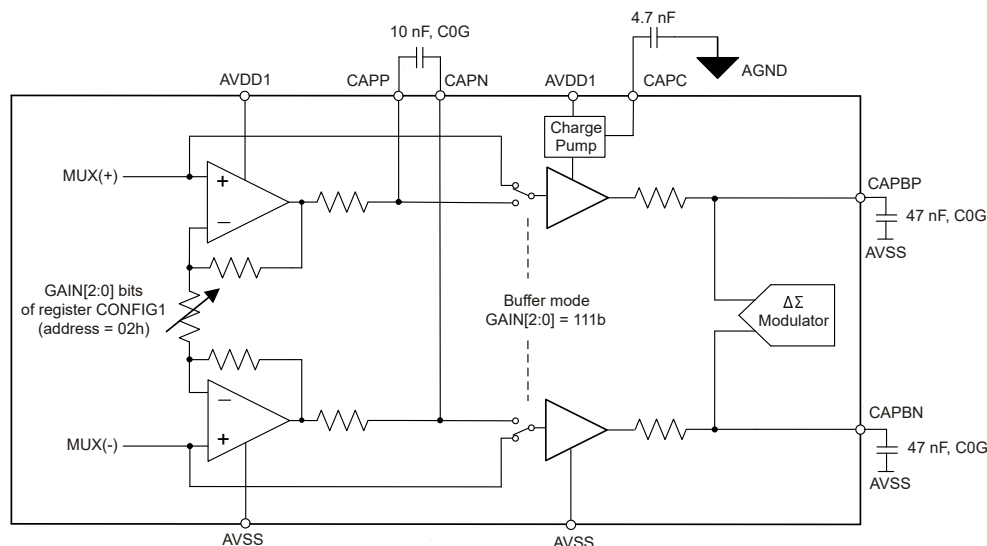 4.7 nF
10 nF, C0G
AGND
AVDD1
CAPP
CAPN
AVDD1
CAPC
Charge
Pump
MUX(+)
+
–
CAPBP
47 nF, C0G
AVSS
GAIN[2:0] bits
of register CONFIG1
(address = 02h)
Buffer mode
GAIN[2:0] = 111b
ΔΣ
Modulator
–
+
MUX(-)
CAPBN
47 nF, C0G
AVSS
AVSS
AVSS